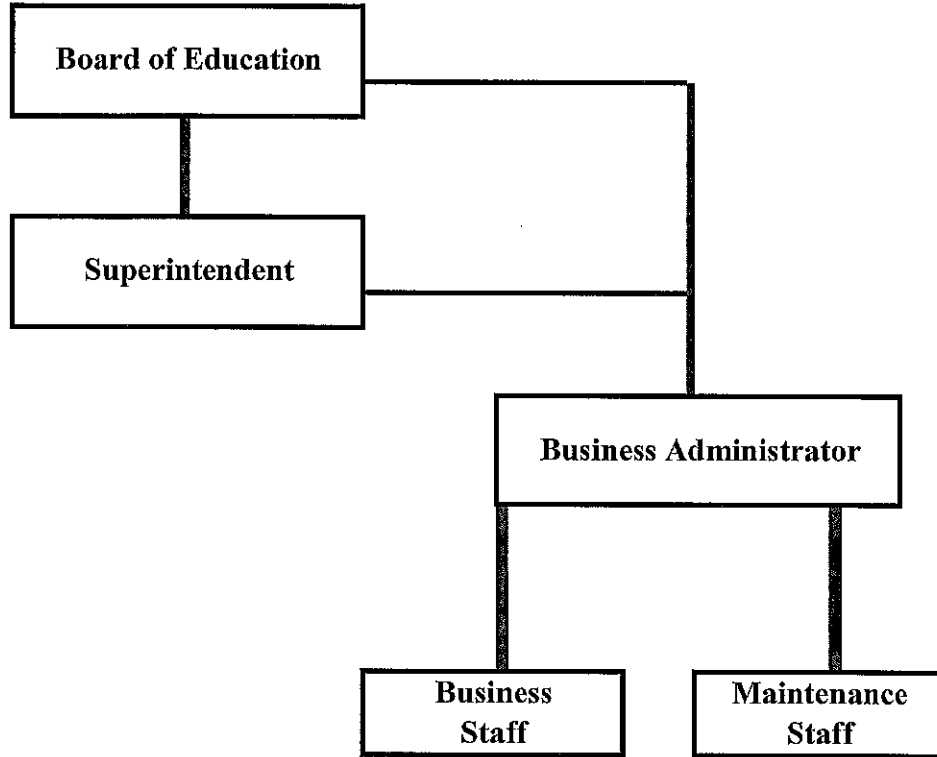 Board of Education
Superintendent
Business Administrator
Business
Staff
Maintenance
Staff